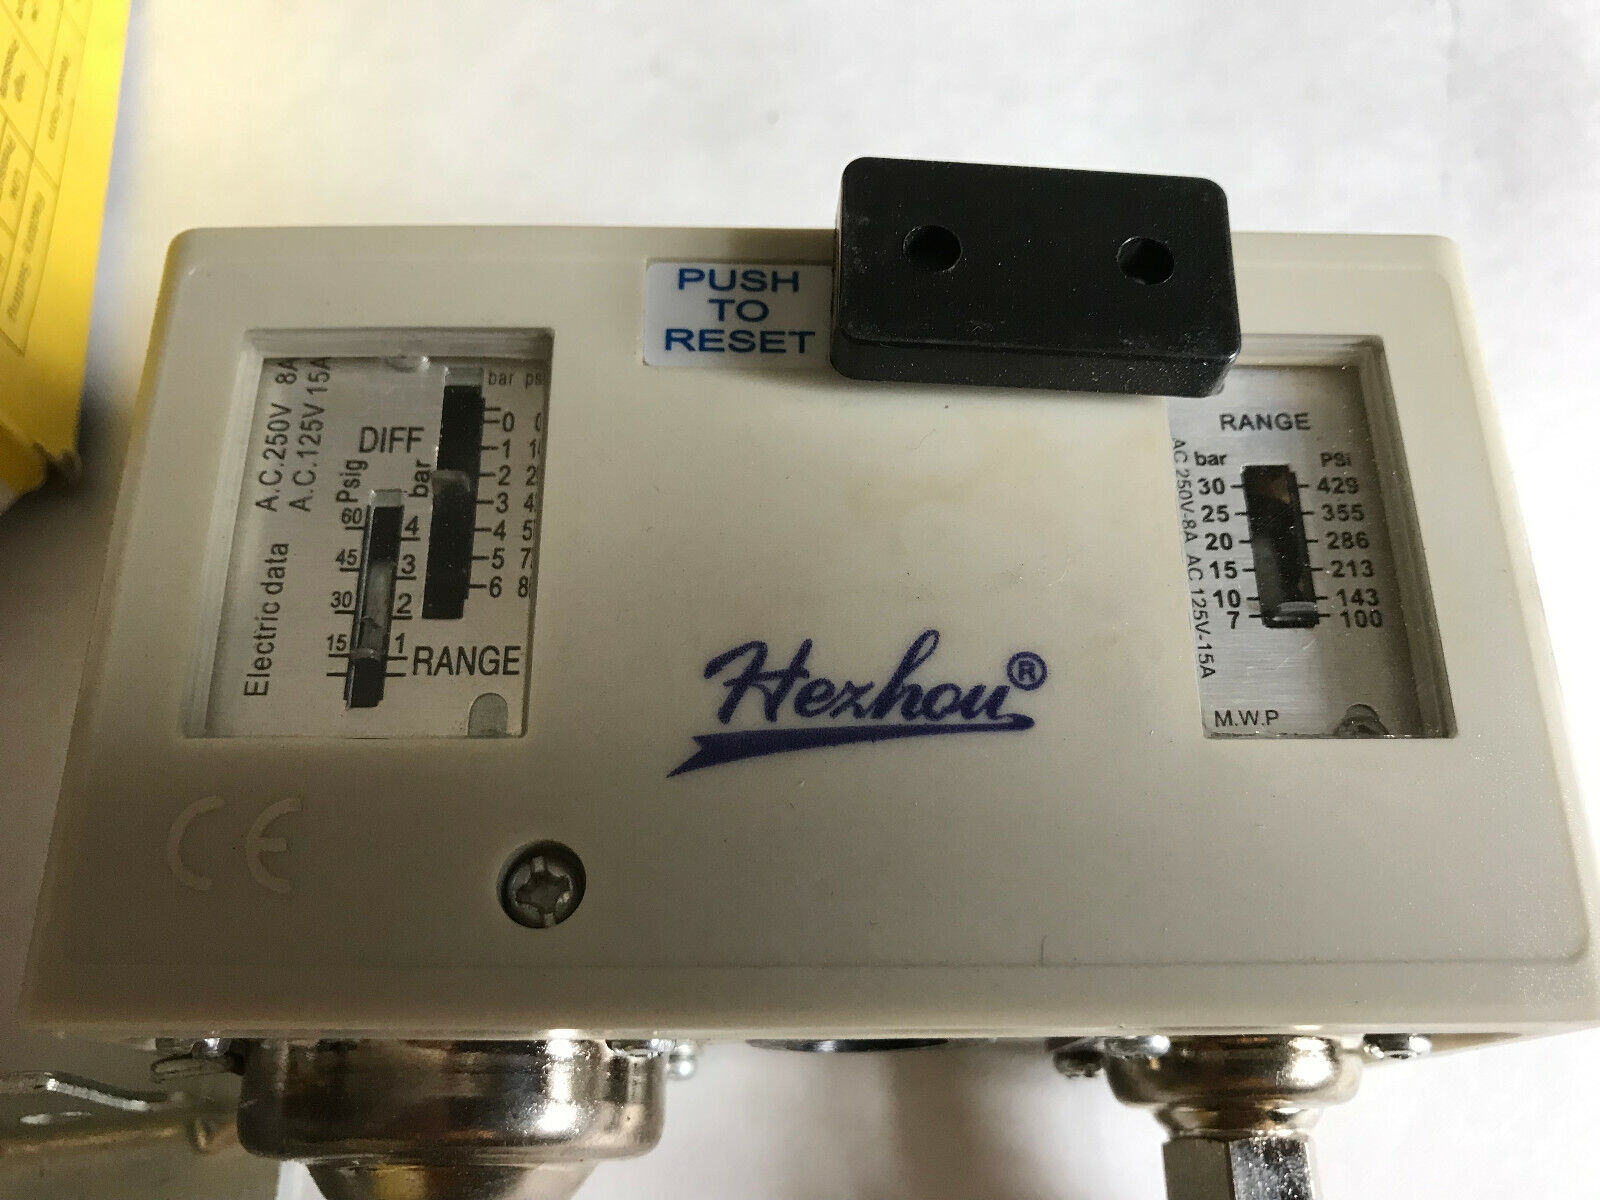 PUSH
TO
RESET
Electric data
A.C.250V 8A
A.C.125V 15A
DIFF
Psig
bar
60
4
45
3
30
2
15
1
bar
0
1
2
3
4
5
6
RANGE
RANGE
bar PSi
30 429
25 355
20 286
15 213
10 143
7 100
AC 250V-8A AC 125V-15A
M.W.P
Hezhou®
CE